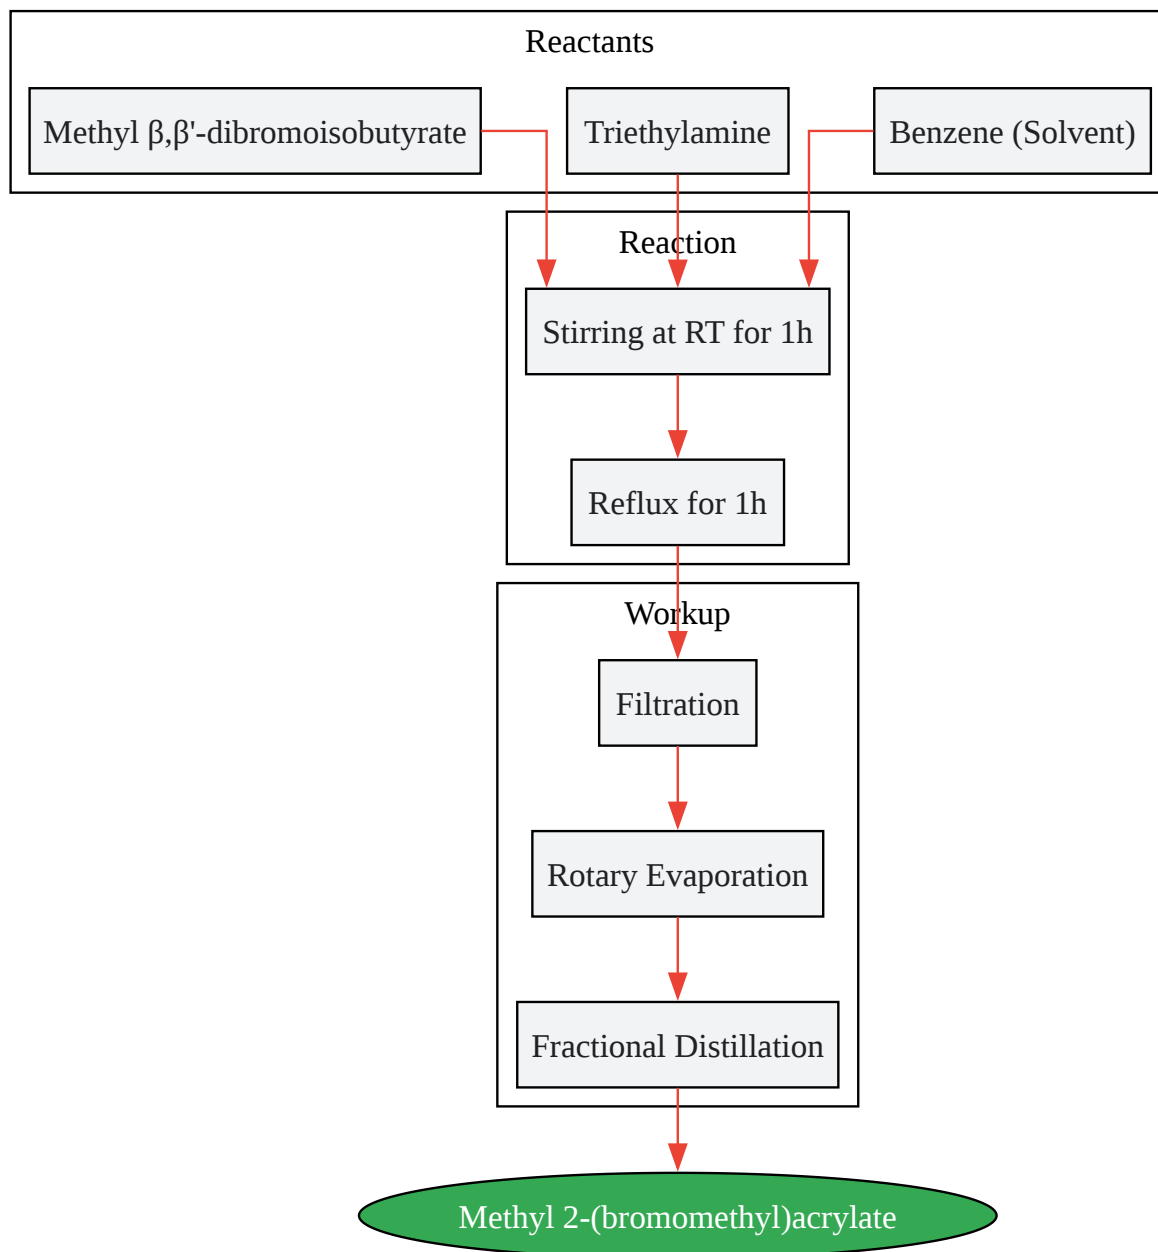 Reactants
Methyl β,β'-dibromoisobutyrate
Triethylamine
Benzene (Solvent)
Reaction
Stirring at RT for 1h
Reflux for 1h
Workup
Filtration
Rotary Evaporation
Fractional Distillation
Methyl 2-(bromomethyl)acrylate